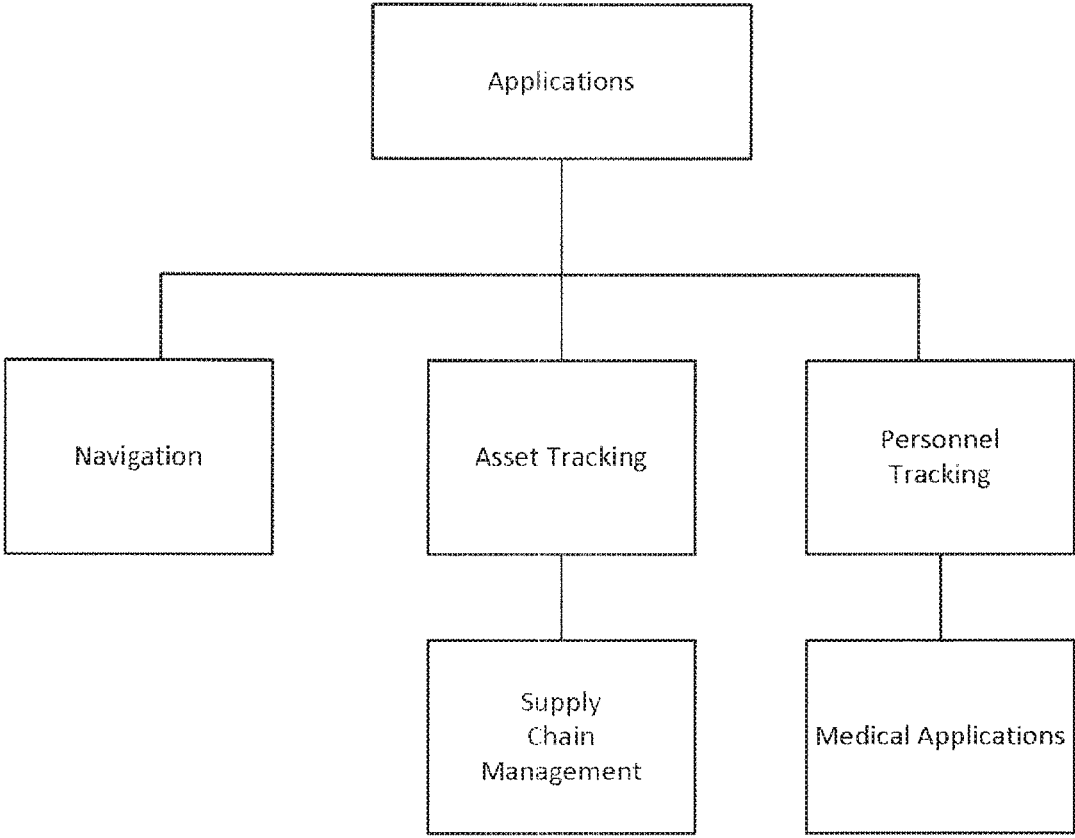 Applications
Navigation
Asset Tracking
Personnel
Tracking
Supply
Chain
Management
Medical Applications